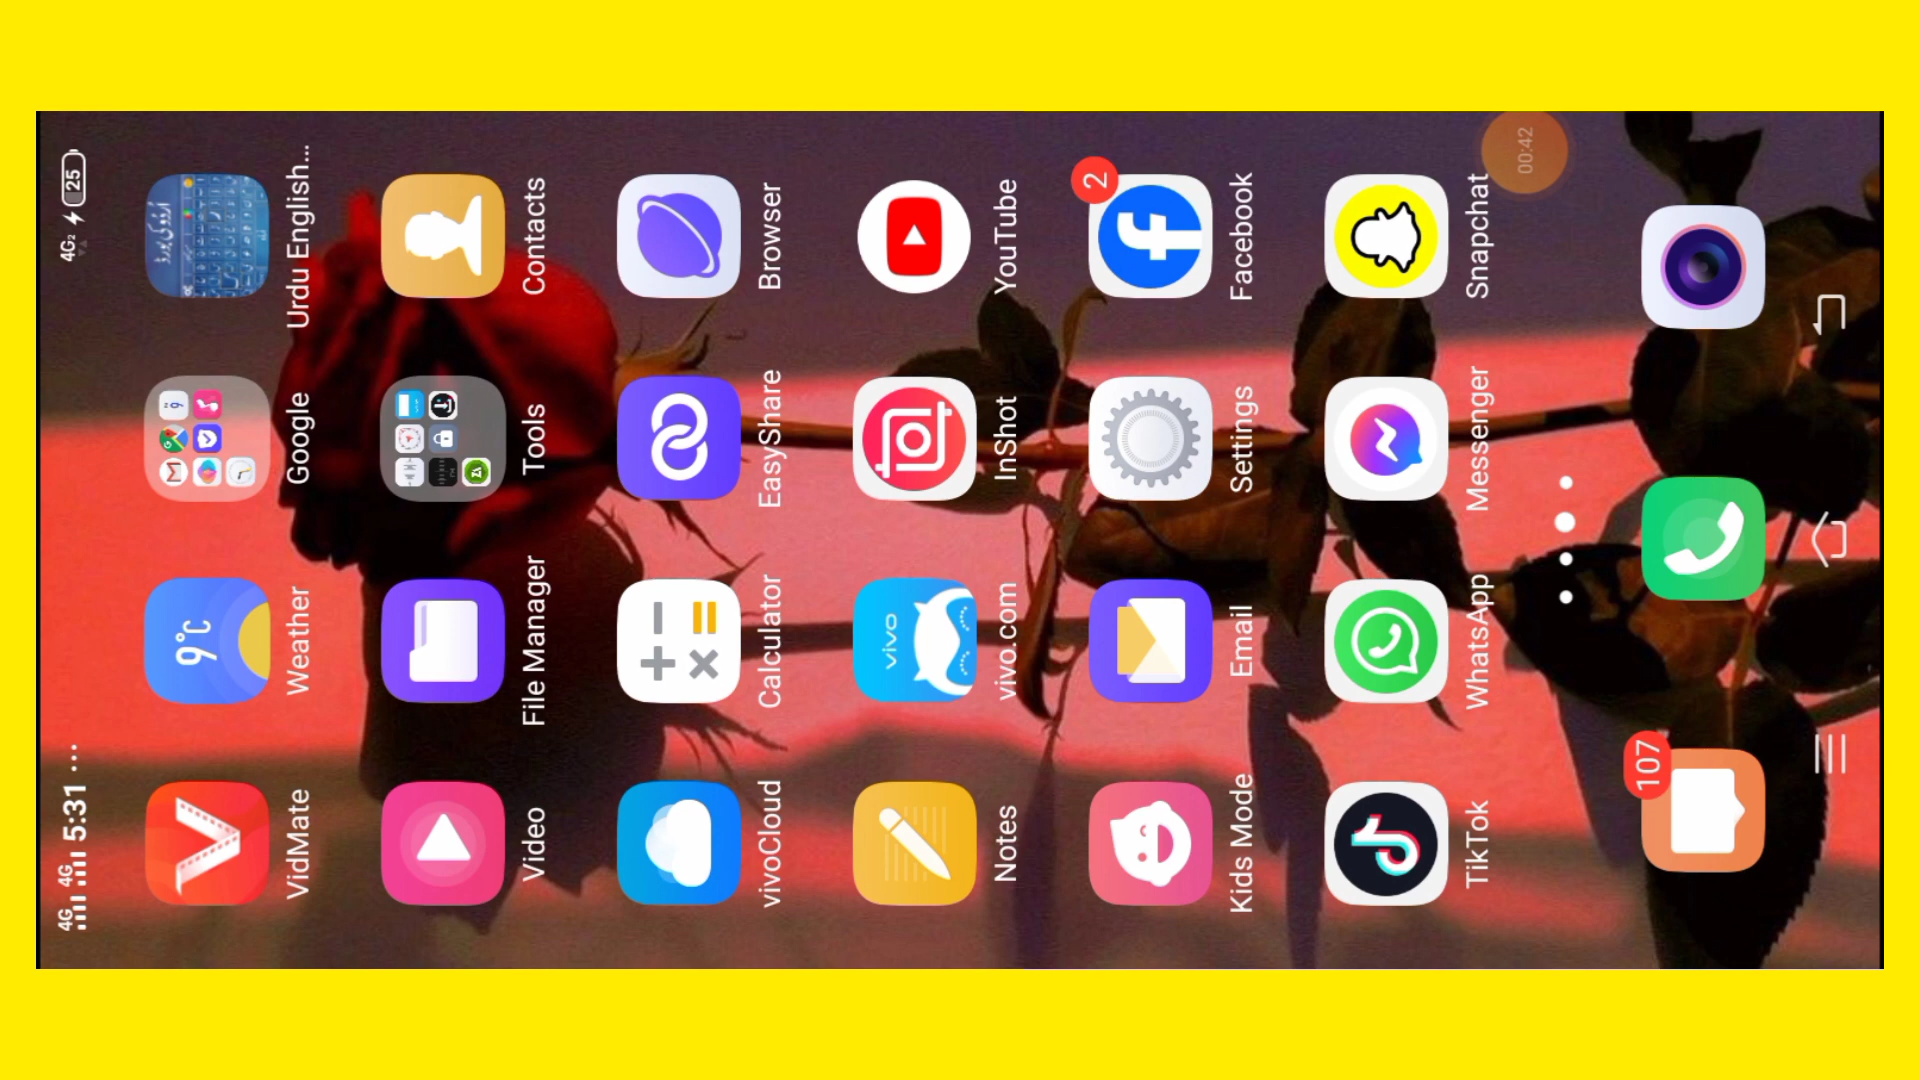 4G 4G 5:31 ...
4G2 25
9°C
VidMate
Weather
Google
Urdu English...
Video
File Manager
Tools
Contacts
vivoCloud
Calculator
EasyShare
Browser
vivo
Notes
vivo.com
InShot
YouTube
2
Kids Mode
Email
Settings
Facebook
TikTok
WhatsApp
Messenger
Snapchat
00:42
107